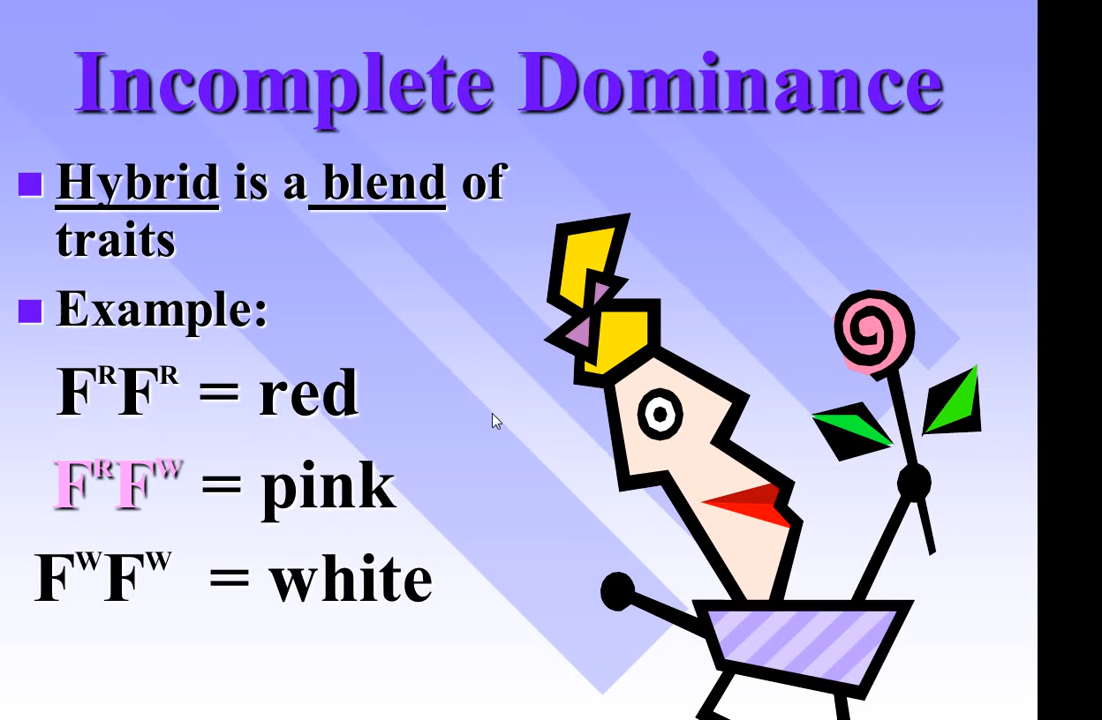 Incomplete Dominance
Hybrid is a blend of
traits
Example:
FᴿFᴿ = red
FᴿFᵂ = pink
FᵂFᵂ = white